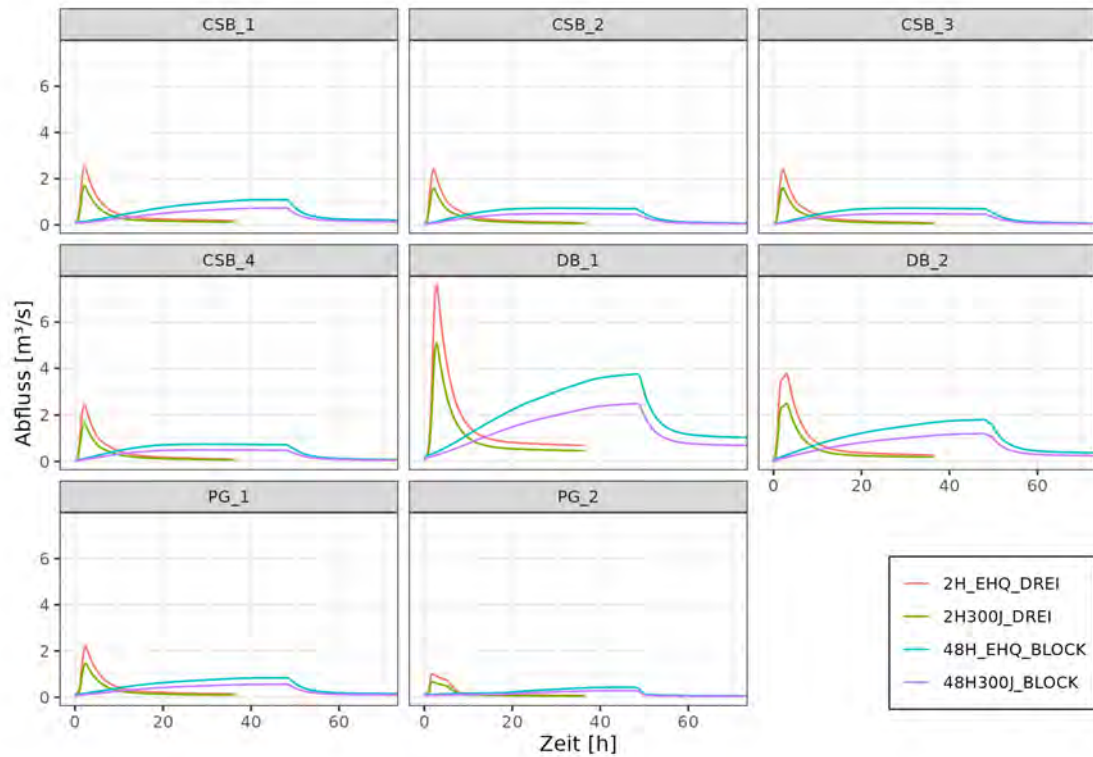 CSB_1 CSB_2 CSB_3
6
4
2
0
CSB_4 DB_1 DB_2
6
4
2
0
0 20 40 60
PG_1 PG_2
6
4
2
0
0 20 40 60 0 20 40 60
Abfluss [m³/s]
Zeit [h]
2H_EHQ_DREI
2H300J_DREI
48H_EHQ_BLOCK
48H300J_BLOCK